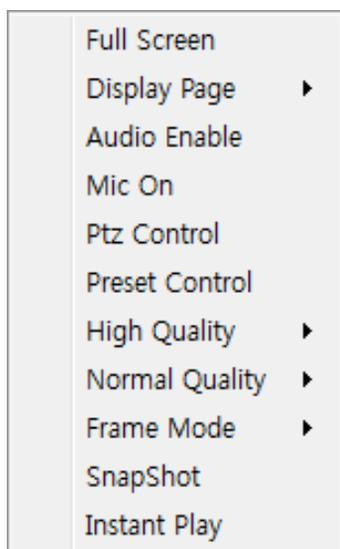 Full Screen
Display Page
Audio Enable
Mic On
Ptz Control
Preset Control
High Quality
Normal Quality
Frame Mode
SnapShot
Instant Play